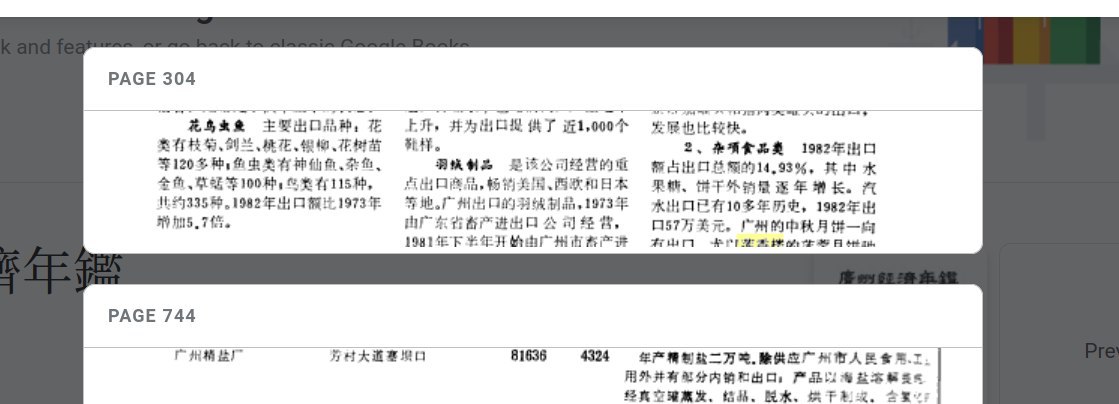 k and features, or go back to classic Google Books
PAGE 304
花鸟虫鱼 主要出口品种：花
类有枝菊、剑兰、桃花、银柳、花树苗
等120多种；鱼虫类有神仙鱼、杂鱼、
金鱼、草蜢等100种；鸟类有115种，
共约335种。1982年出口额比1973年
增加5.7倍。
上升，并为出口提供了近1,000个
鞋样。
羽绒制品 是该公司经营的重
点出口商品，畅销美国、西欧和日本
等地。广州出口的羽绒制品，1973年
由广东省畜产进出口公司经营，
1981年下半年开始由广州市畜产进
发展也比较快。
2、杂项食品类 1982年出口
额占出口总额的14.93%，其中水
果糖、饼干外销量逐年增长。汽
水出口已有10多年历史，1982年出
口57万美元。广州的中秋月饼一向
有出口，尤以莲香楼的莲蓉月饼
濟年鑑
廣州經濟年鑑
PAGE 744
广州精盐厂 芳村大道塞坝口 81636 4324 年产精制盐二万吨，除供应广州市人民食用、工
用外并有部分内销和出口；产品以海盐溶解
经真空罐蒸发、结晶、脱水、烘干制成，含氯化
Prev